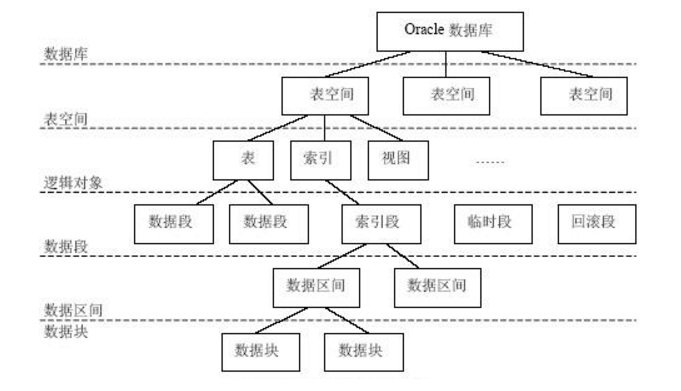 Oracle 数据库
数据库
表空间
表空间
表空间
表空间
表
索引
视图
……
逻辑对象
数据段
数据段
索引段
临时段
回滚段
数据段
数据区间
数据区间
数据区间
数据块
数据块
数据块